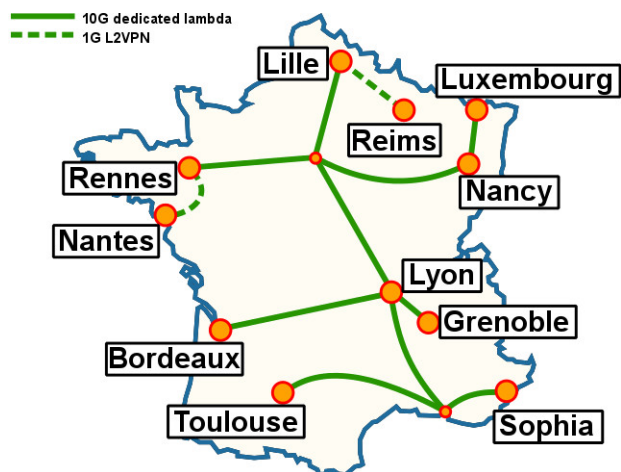 10G dedicated lambda
1G L2VPN
Lille
Luxembourg
Reims
Rennes
Nancy
Nantes
Lyon
Grenoble
Bordeaux
Toulouse
Sophia